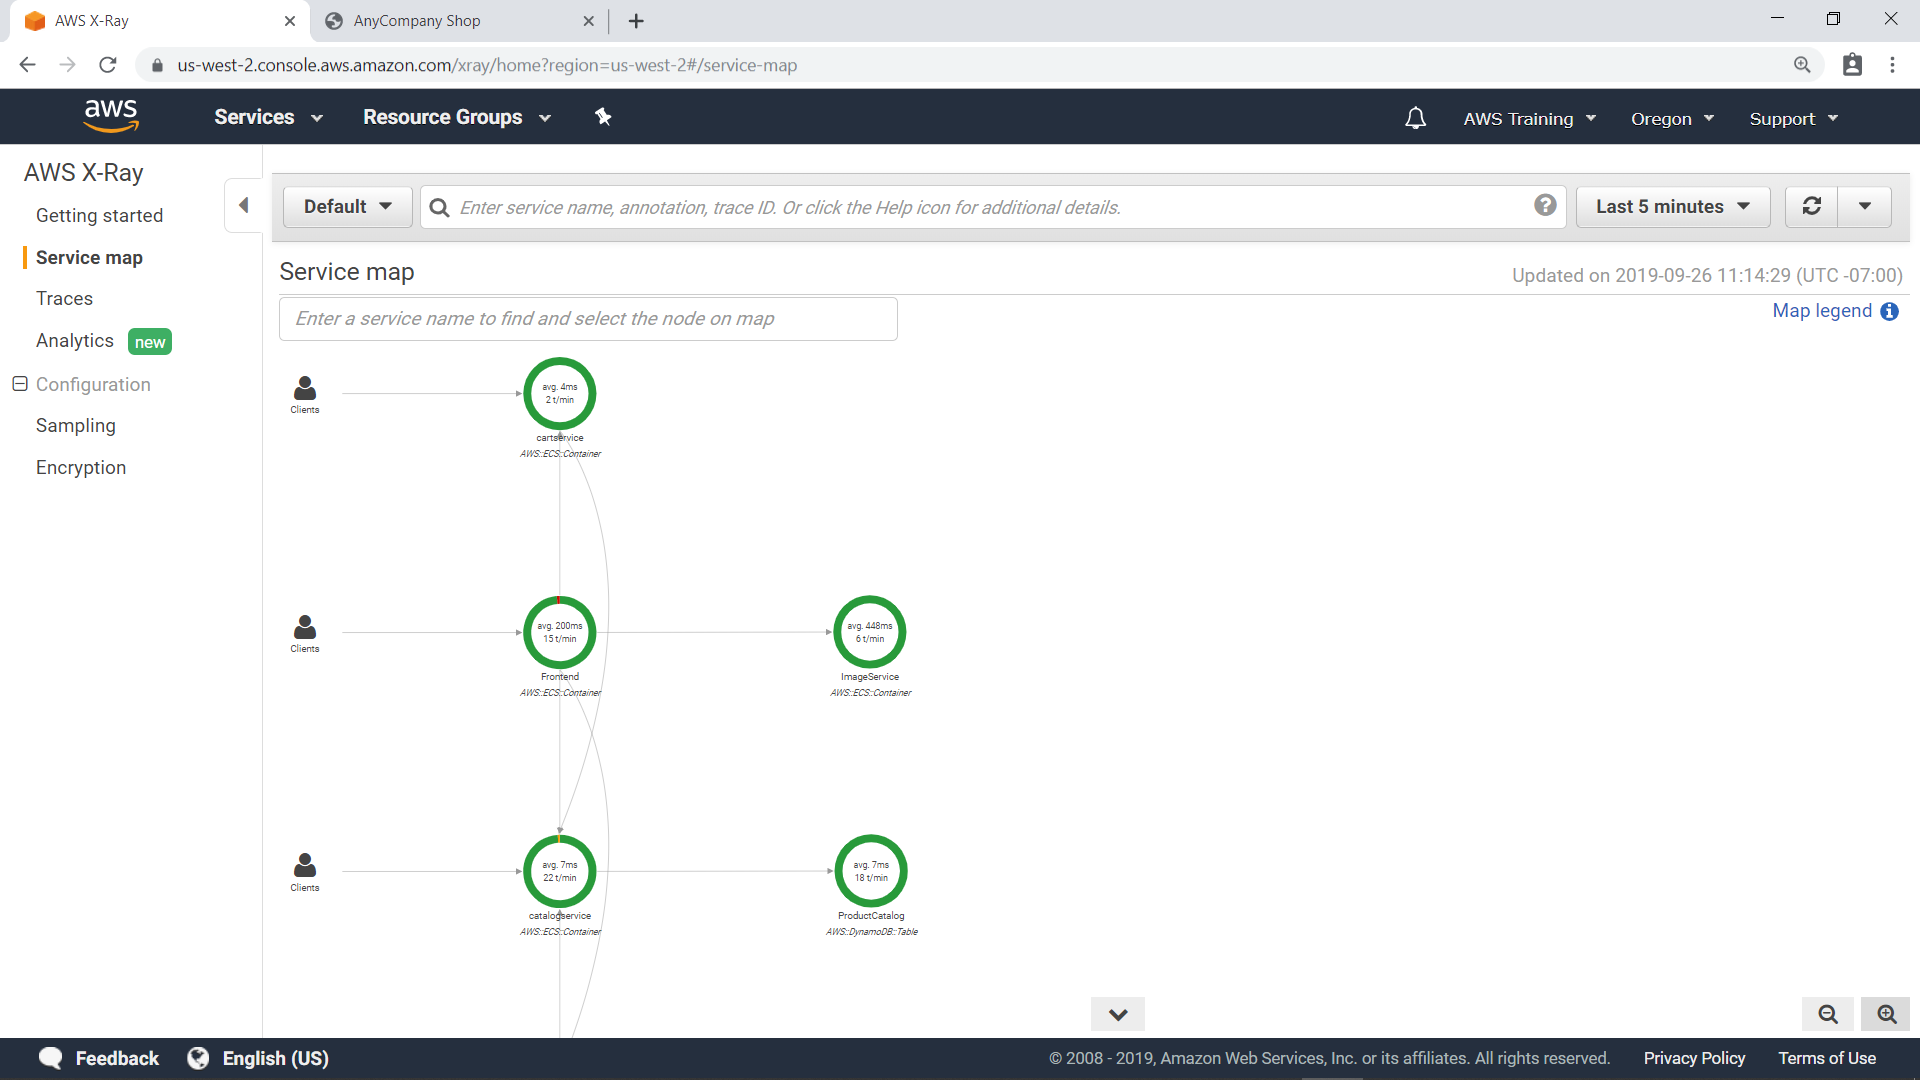 AWS X-Ray
AnyCompany Shop
us-west-2.console.aws.amazon.com/xray/home?region=us-west-2#/service-map
aws
Services
Resource Groups
AWS Training
Oregon
Support
AWS X-Ray
Getting started
Service map
Traces
Analytics new
Configuration
Sampling
Encryption
Default
Enter service name, annotation, trace ID. Or click the Help icon for additional details.
Last 5 minutes
Service map
Updated on 2019-09-26 11:14:29 (UTC -07:00)
Enter a service name to find and select the node on map
Map legend
Clients
avg. 4ms
2 t/min
cartservice
AWS::ECS::Container
Clients
avg. 200ms
15 t/min
Frontend
AWS::ECS::Container
avg. 448ms
6 t/min
ImageService
AWS::ECS::Container
Clients
avg. 7ms
22 t/min
catalogservice
AWS::ECS::Container
avg. 7ms
18 t/min
ProductCatalog
AWS::DynamoDB::Table
Feedback
English (US)
© 2008 - 2019, Amazon Web Services, Inc. or its affiliates. All rights reserved.
Privacy Policy
Terms of Use